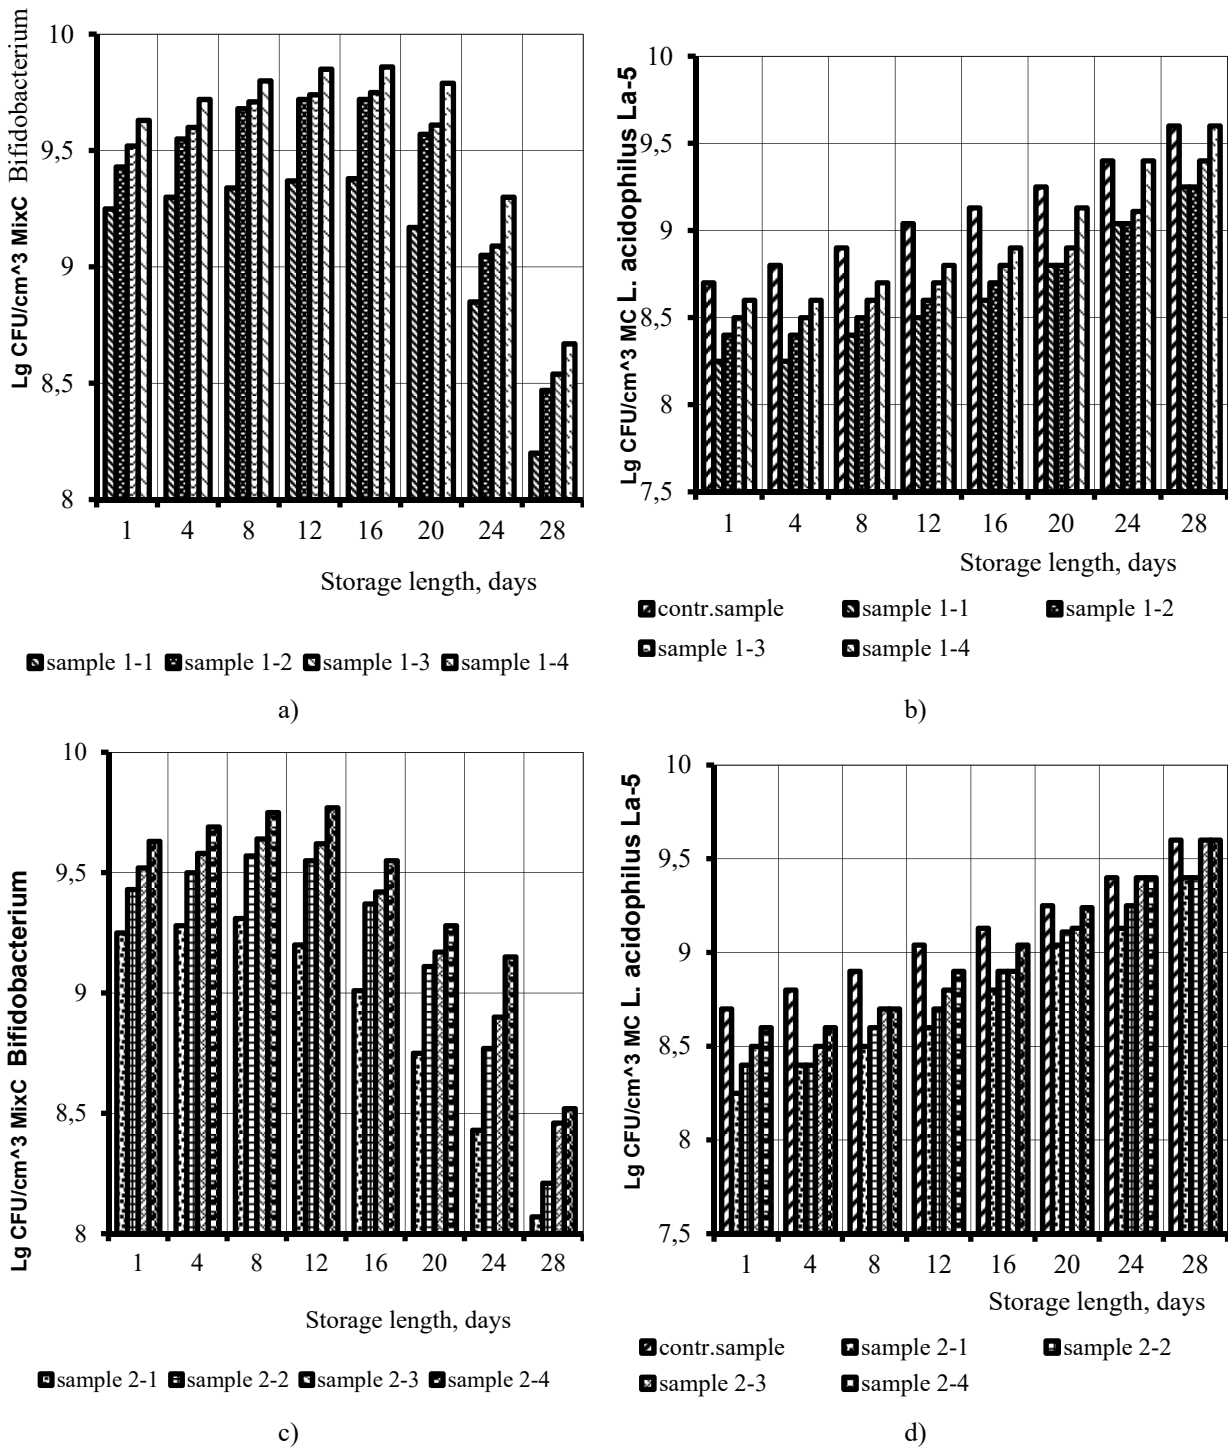 Lg CFU/cm^3 MixC Bifidobacterium
10
9,5
9
8,5
8
1 4 8 12 16 20 24 28
Storage length, days
sample 1-1 sample 1-2 sample 1-3 sample 1-4
a)
Lg CFU/cm^3 MC L. acidophilus La-5
10
9,5
9
8,5
8
7,5
1 4 8 12 16 20 24 28
Storage length, days
contr.sample sample 1-1 sample 1-2
sample 1-3 sample 1-4
b)
Lg CFU/cm^3 MixC Bifidobacterium
10
9,5
9
8,5
8
1 4 8 12 16 20 24 28
Storage length, days
sample 2-1 sample 2-2 sample 2-3 sample 2-4
c)
Lg CFU/cm^3 MC L. acidophilus La-5
10
9,5
9
8,5
8
7,5
1 4 8 12 16 20 24 28
Storage length, days
contr.sample sample 2-1 sample 2-2
sample 2-3 sample 2-4
d)